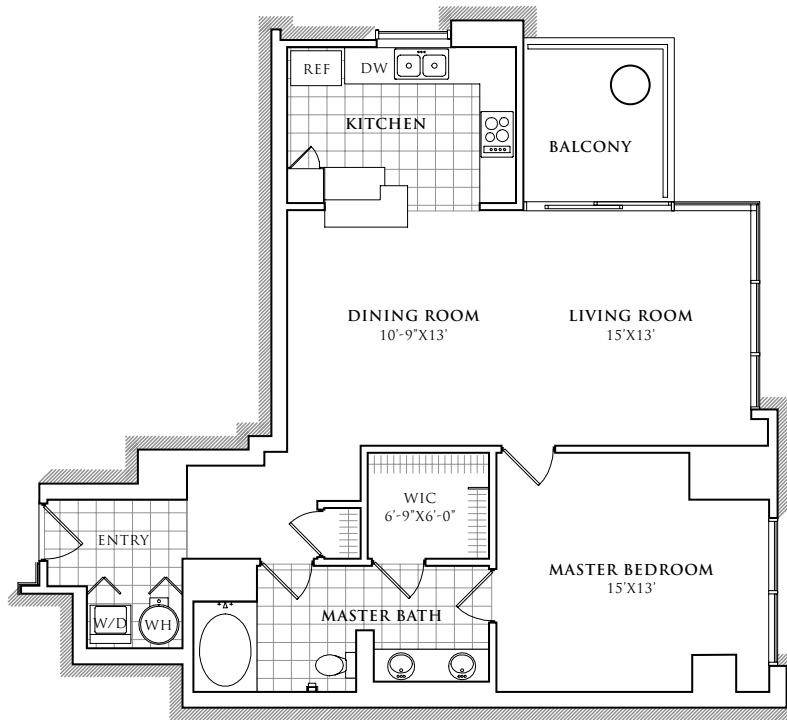 REF
DW
KITCHEN
BALCONY
DINING ROOM
10'-9"X13'
LIVING ROOM
15'X13'
WIC
6'-9"X6'-0"
ENTRY
MASTER BEDROOM
15'X13'
MASTER BATH
W/D
WH